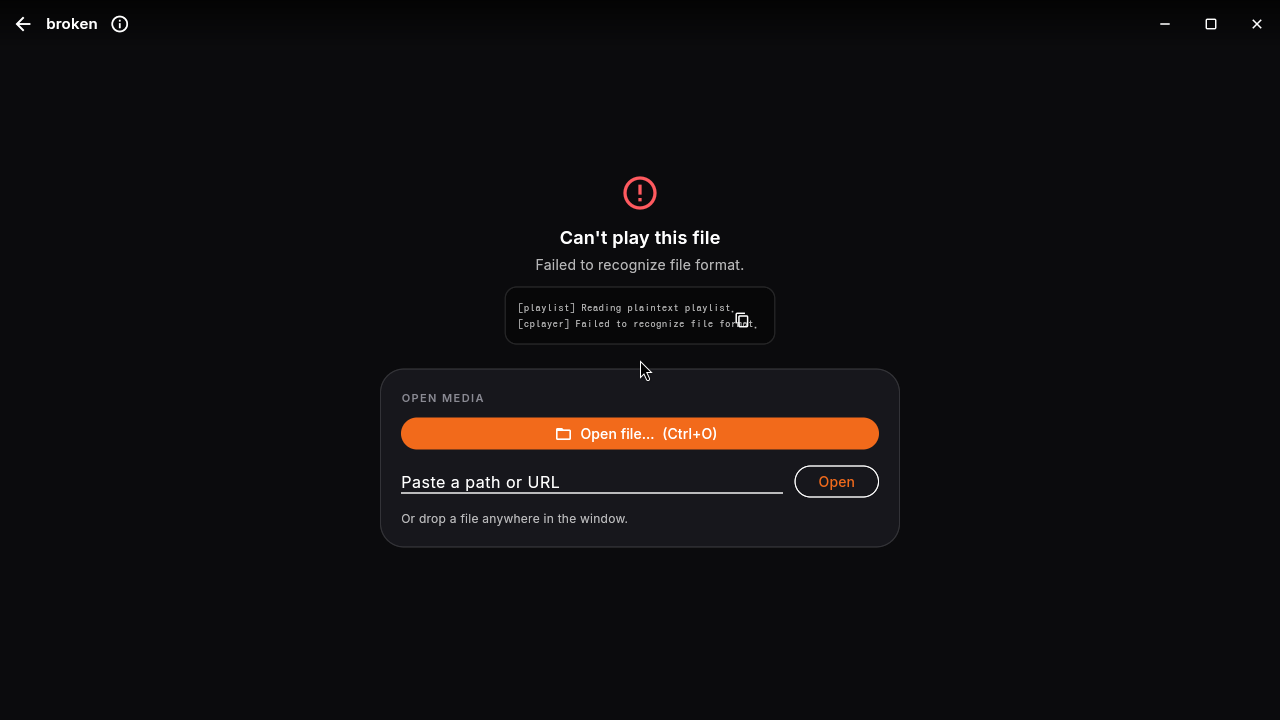 broken
Can't play this file
Failed to recognize file format.
[playlist] Reading plaintext playlist.
[cplayer] Failed to recognize file format.
OPEN MEDIA
Open file... (Ctrl+O)
Paste a path or URL
Open
Or drop a file anywhere in the window.